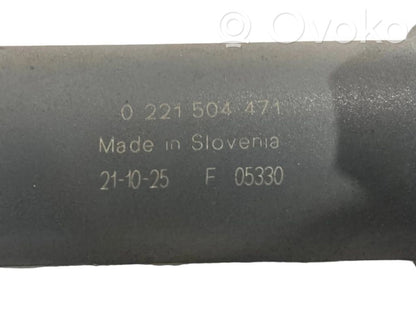 Ovoko
0 221 504 471
Made in Slovenia
21-10-25 F 05330